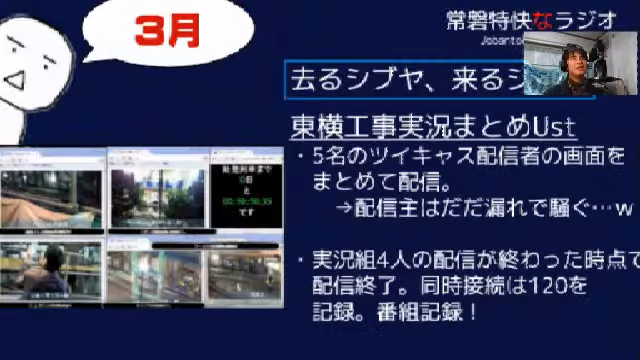 3月
常磐特快なラジオ
去るシブヤ、来るシ
東横工事実況まとめUst
・5名のツイキャス配信者の画面を
まとめて配信。
→配信主はだだ漏れで騒ぐ…w
・実況組4人の配信が終わった時点で
配信終了。同時接続は120を
記録。番組記録！
と
です